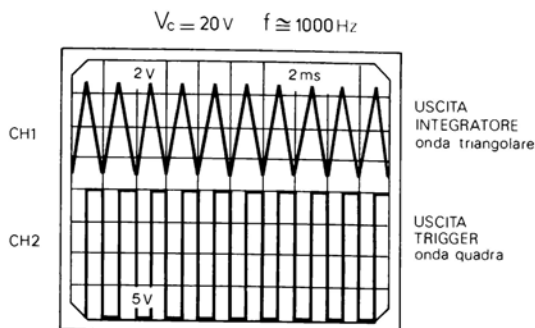 Vc = 20 V f ≅ 1000 Hz
2 V 2 ms
CH1
USCITA
INTEGRATORE
onda triangolare
CH2
USCITA
TRIGGER
onda quadra
5 V